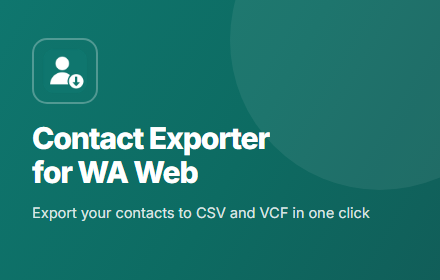 Contact Exporter
for WA Web
Export your contacts to CSV and VCF in one click